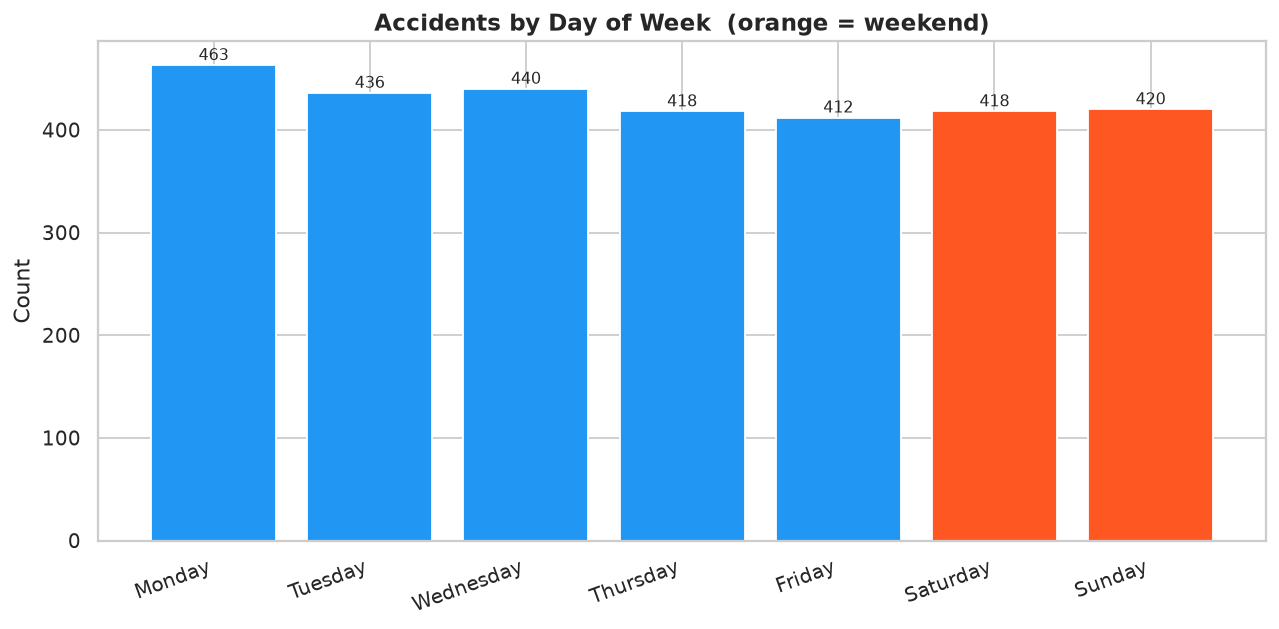 Accidents by Day of Week  (orange = weekend)
463
436
440
418
412
418
420
400
300
200
100
0
Count
Monday
Tuesday
Wednesday
Thursday
Friday
Saturday
Sunday